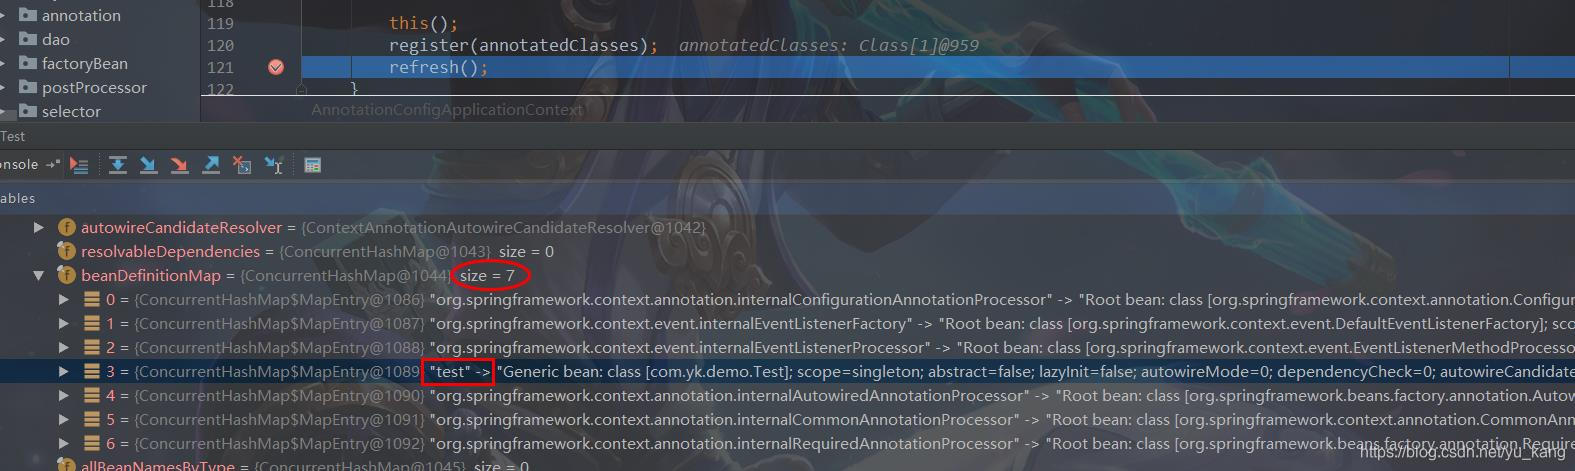 118
annotation
119 this();
dao
120 register(annotatedClasses); annotatedClasses: Class[1]@959
factoryBean
121 refresh();
postProcessor
122 }
selector
AnnotationConfigApplicationContext
Test
onsole
ables
autowireCandidateResolver = {ContextAnnotationAutowireCandidateResolver@1042}
resolvableDependencies = {ConcurrentHashMap@1043} size = 0
beanDefinitionMap = {ConcurrentHashMap@1044} size = 7
0 = {ConcurrentHashMap$MapEntry@1086} "org.springframework.context.annotation.internalConfigurationAnnotationProcessor" -> "Root bean: class [org.springframework.context.annotation.Configu
1 = {ConcurrentHashMap$MapEntry@1087} "org.springframework.context.event.internalEventListenerFactory" -> "Root bean: class [org.springframework.context.event.DefaultEventListenerFactory]; sco
2 = {ConcurrentHashMap$MapEntry@1088} "org.springframework.context.event.internalEventListenerProcessor" -> "Root bean: class [org.springframework.context.event.EventListenerMethodProcesso
3 = {ConcurrentHashMap$MapEntry@1089} "test" -> "Generic bean: class [com.yk.demo.Test]; scope=singleton; abstract=false; lazyInit=false; autowireMode=0; dependencyCheck=0; autowireCandidate
4 = {ConcurrentHashMap$MapEntry@1090} "org.springframework.context.annotation.internalAutowiredAnnotationProcessor" -> "Root bean: class [org.springframework.beans.factory.annotation.Autow
5 = {ConcurrentHashMap$MapEntry@1091} "org.springframework.context.annotation.internalCommonAnnotationProcessor" -> "Root bean: class [org.springframework.context.annotation.CommonAnno
6 = {ConcurrentHashMap$MapEntry@1092} "org.springframework.context.annotation.internalRequiredAnnotationProcessor" -> "Root bean: class [org.springframework.beans.factory.annotation.Require
https://blog.csdn.net/yu_kang
allBeanNamesByType = {ConcurrentHashMap@1045} size = 0